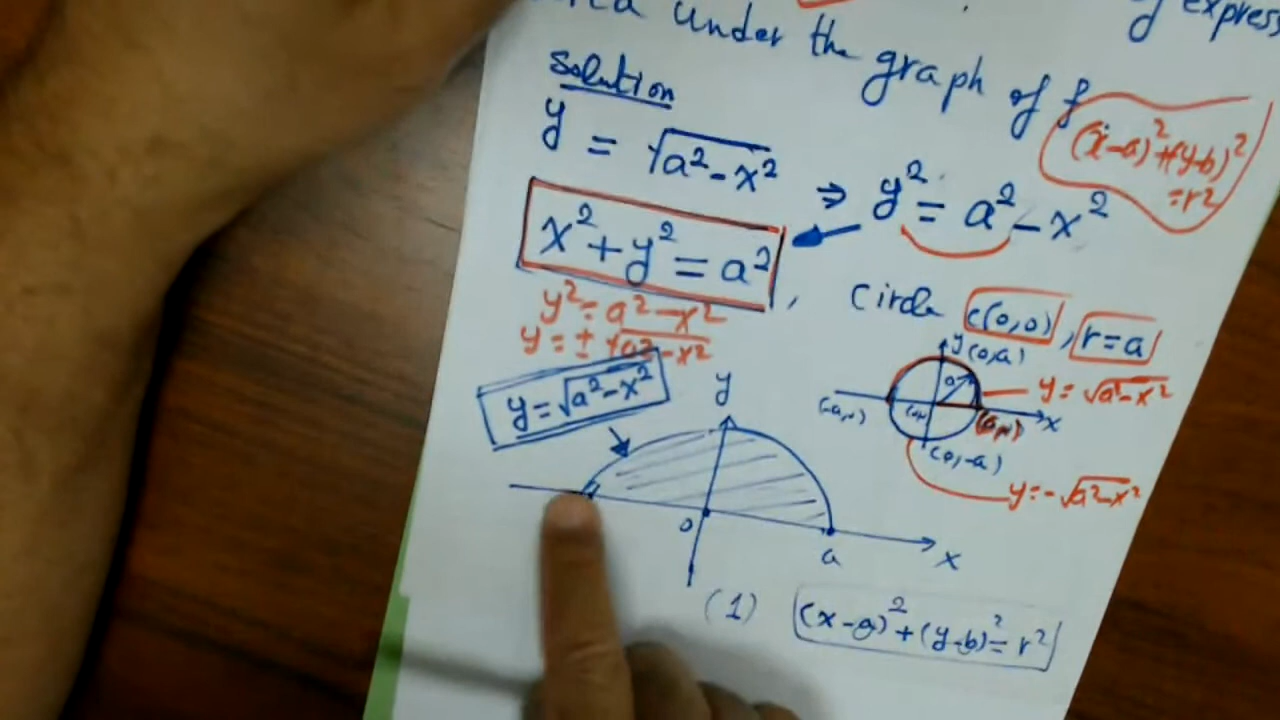 under the graph of f
express
solution
y = √a² - x² ⇒ y² = a² - x²
(x-a)² + (y-b)²
= r²
x² + y² = a² , Circle c(0,0) , r = a
y² = a² - x²
y = ± √a² - x²
y = √a² - x²
y
y (0,a)
a
y = √a² - x²
(a,0)
x
(0,-a)
y = -√a² - x²
o
a
x
(1) (x-a)² + (y-b)² = r²